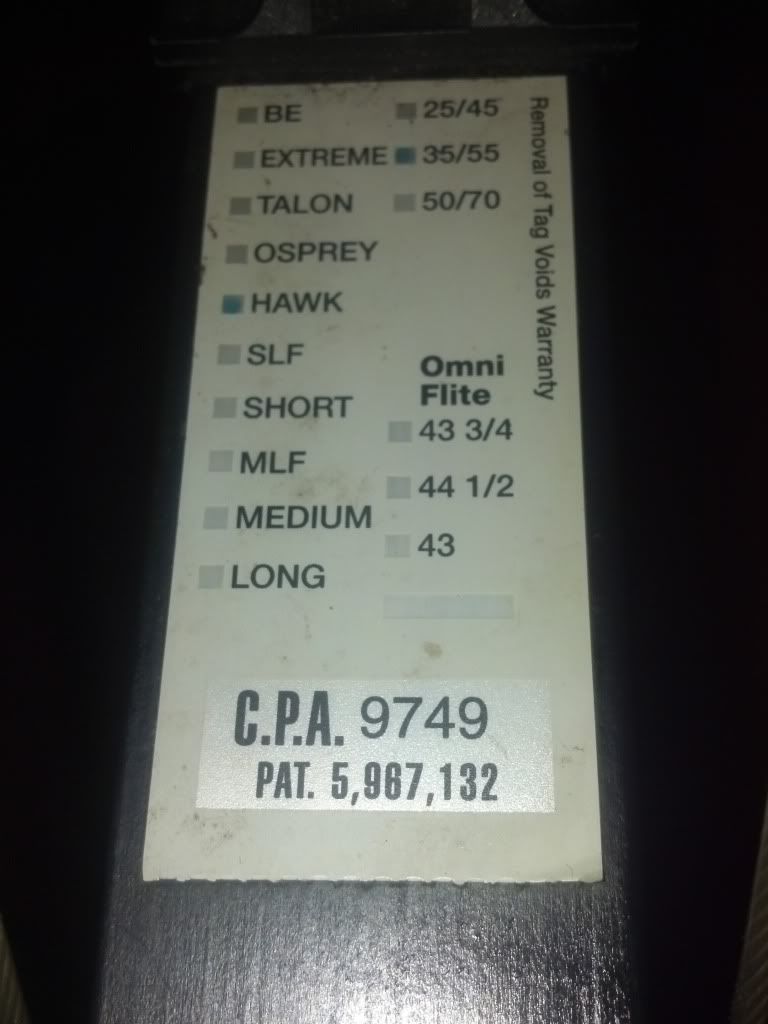 BE
EXTREME
TALON
OSPREY
HAWK
SLF
SHORT
MLF
MEDIUM
LONG
25/45
35/55
50/70
Omni
Flite
43 3/4
44 1/2
43
Removal of Tag Voids Warranty
C.P.A. 9749
PAT. 5,967,132